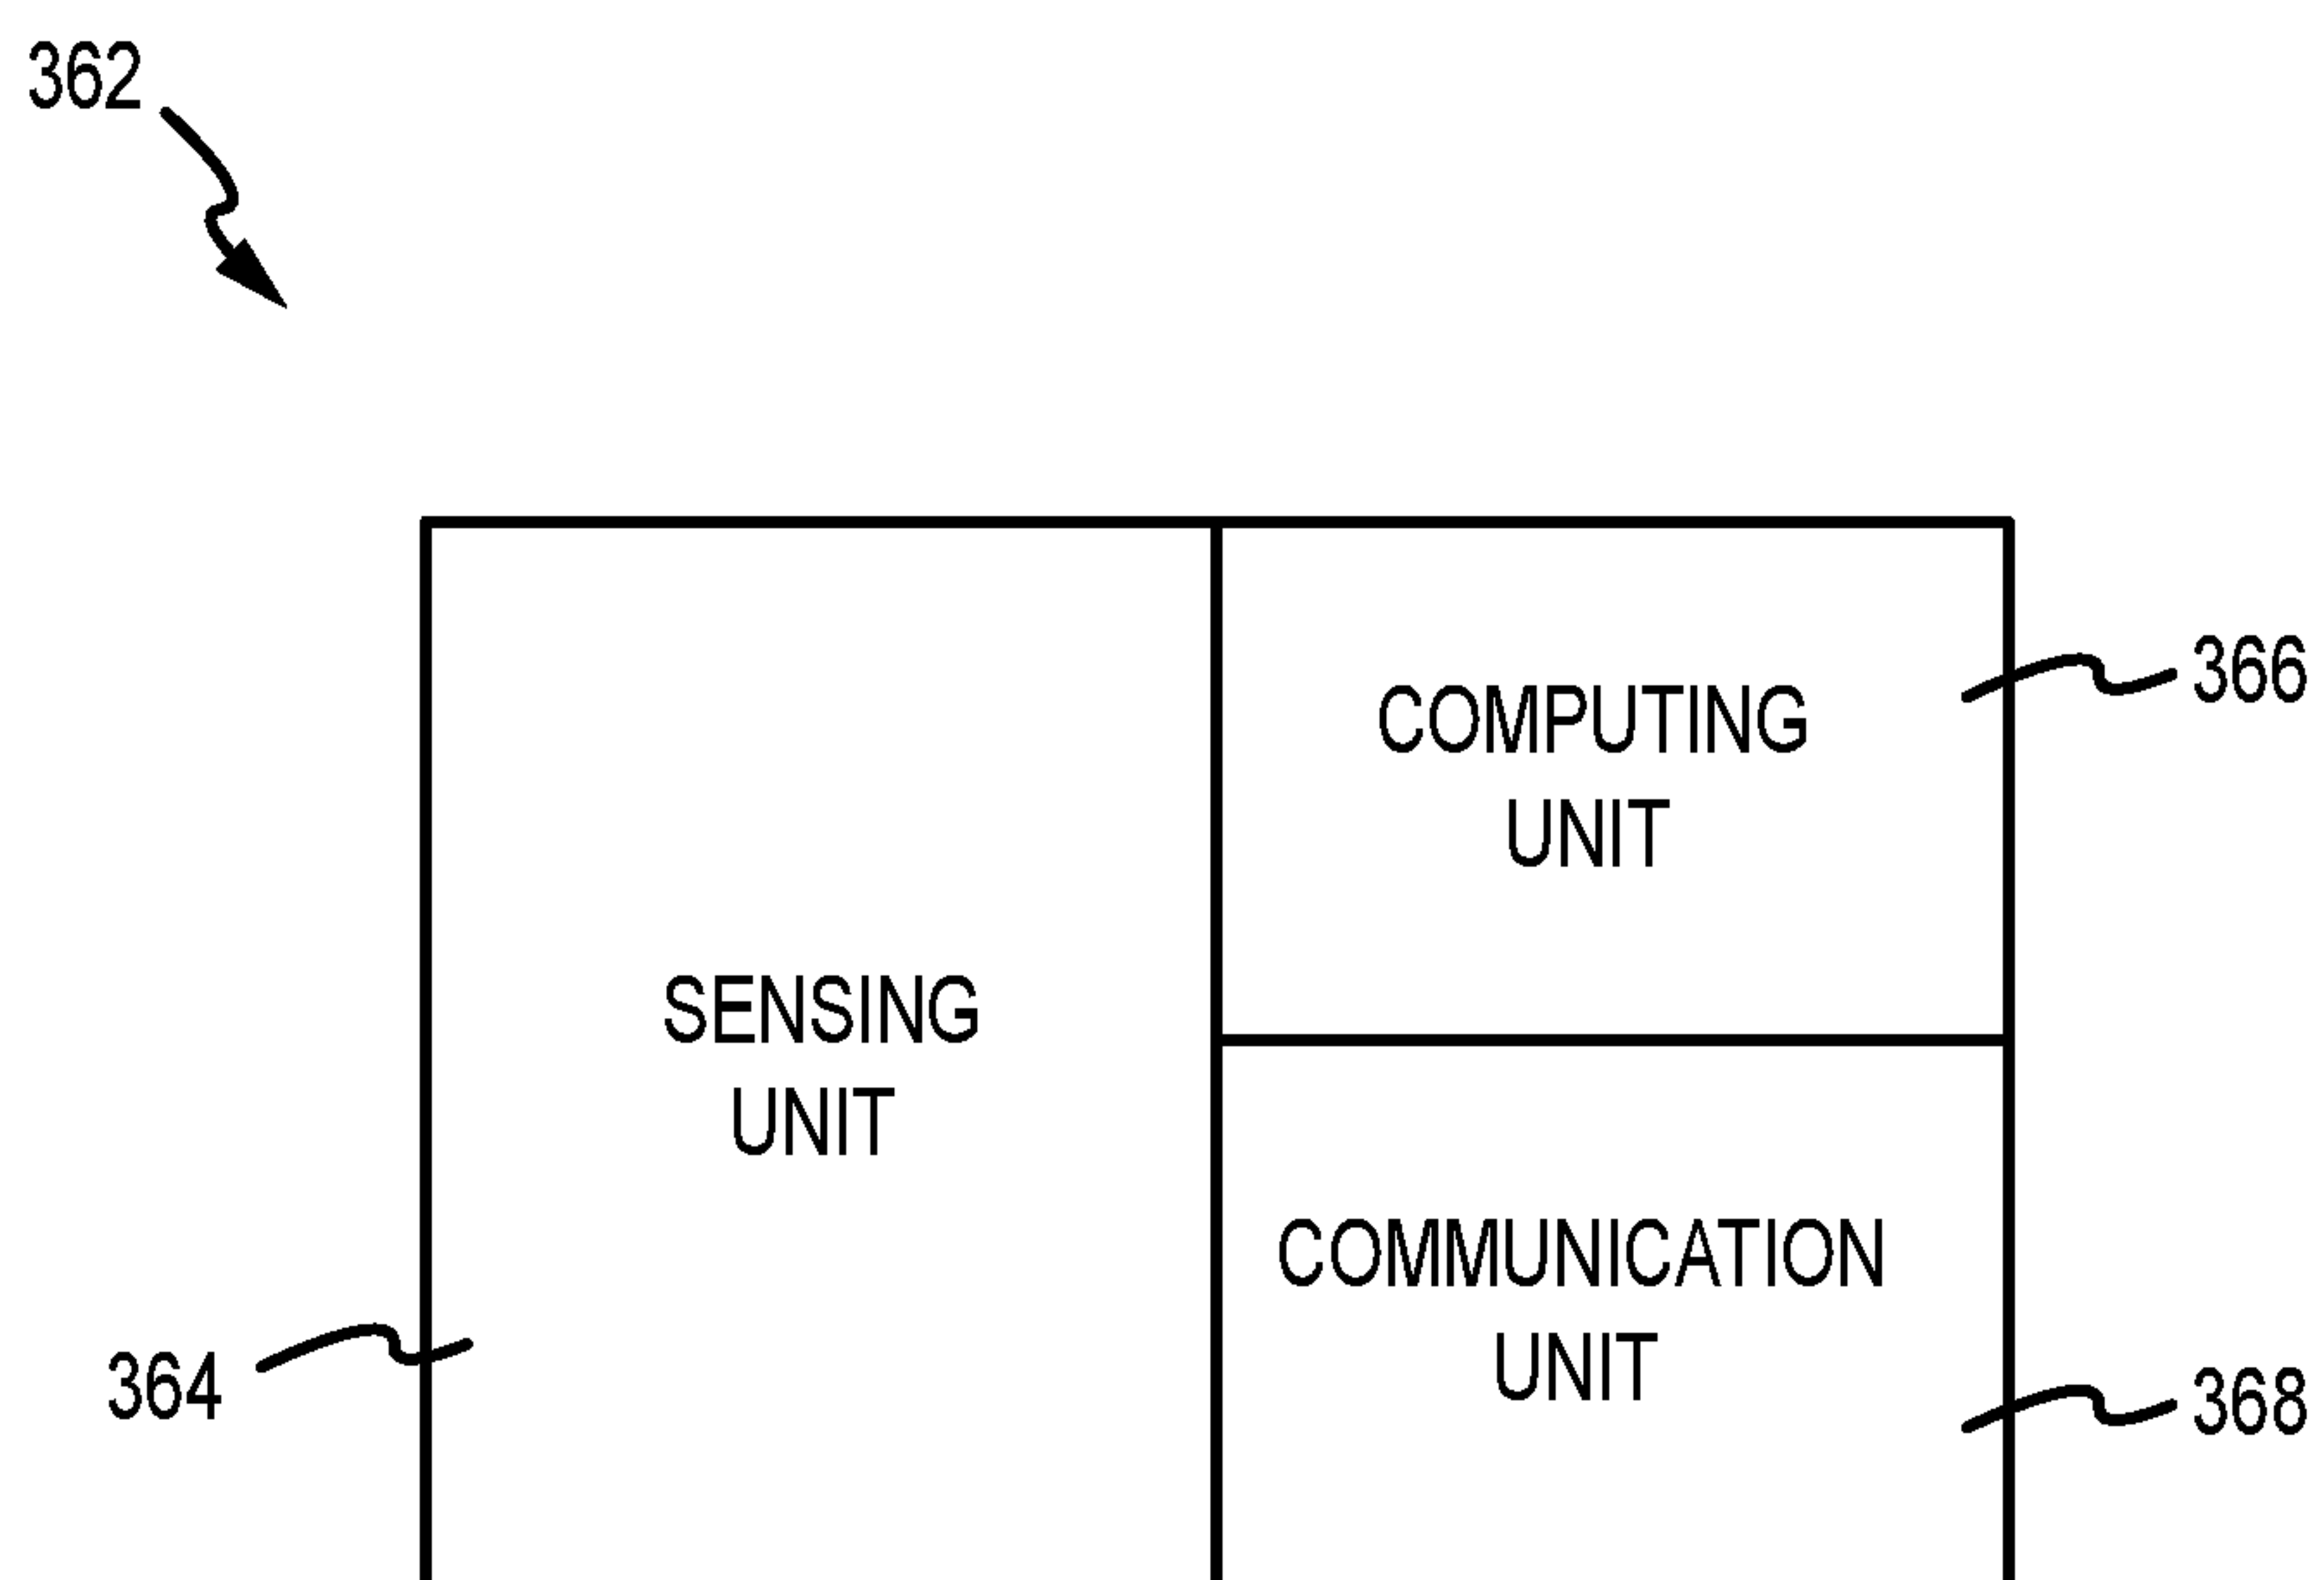 362
COMPUTING
UNIT
366
SENSING
UNIT
COMMUNICATION
UNIT
364
368